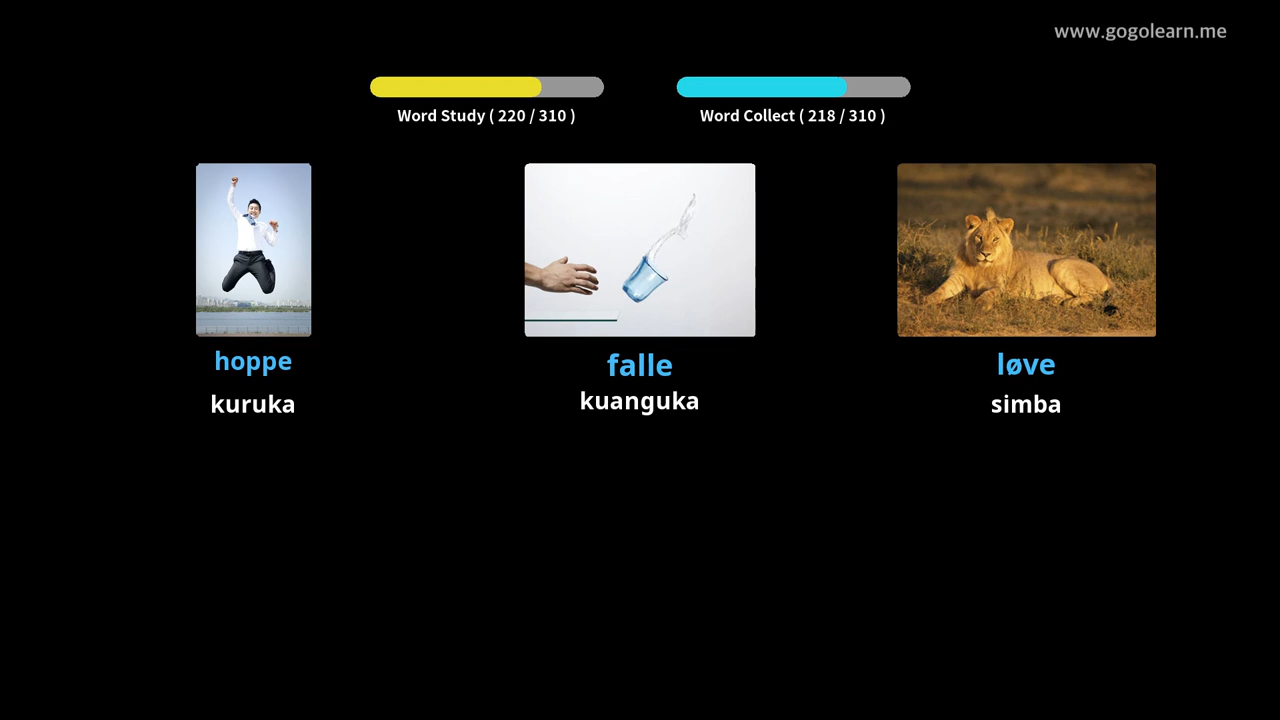 www.gogolearn.me
Word Study ( 220 / 310 )
Word Collect ( 218 / 310 )
hoppe
kuruka
falle
kuanguka
løve
simba